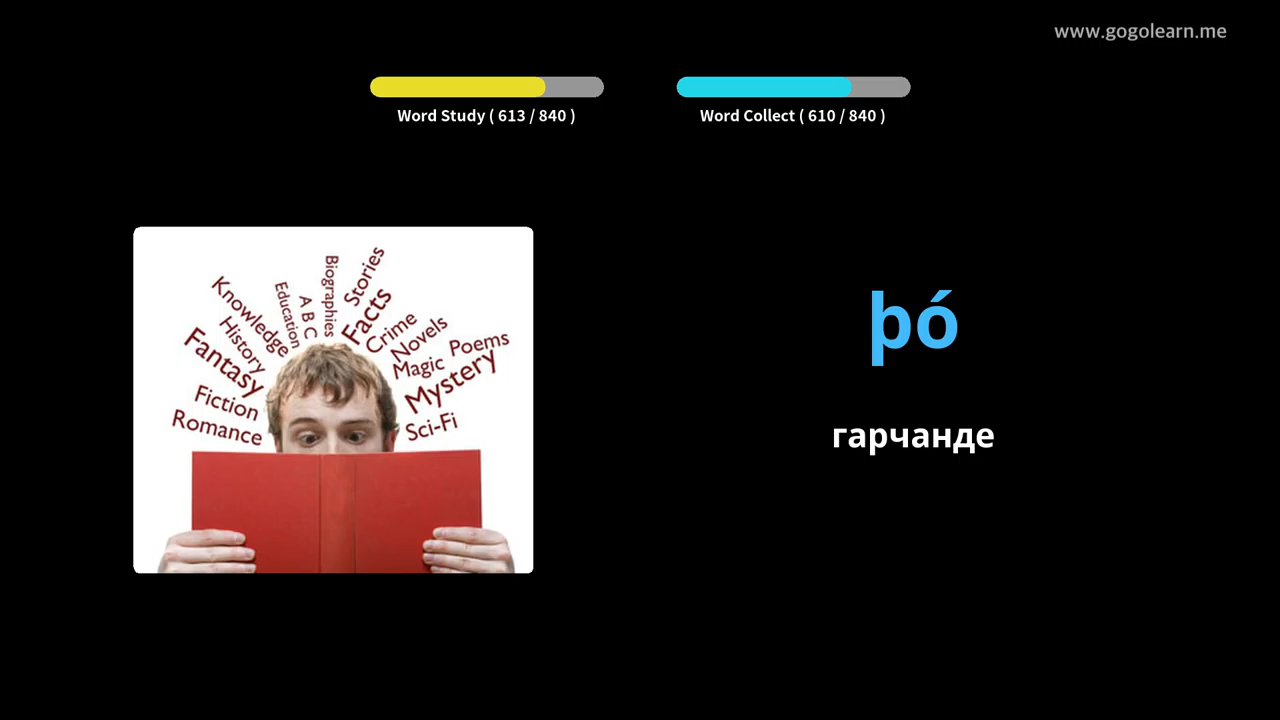 www.gogolearn.me
Word Study ( 613 / 840 )
Word Collect ( 610 / 840 )
Biographies
Stories
Education
A B C
Facts
Knowledge
Crime
History
Novels
Poems
Fantasy
Magic
Mystery
Fiction
Romance
Sci-Fi
þó
гарчанде